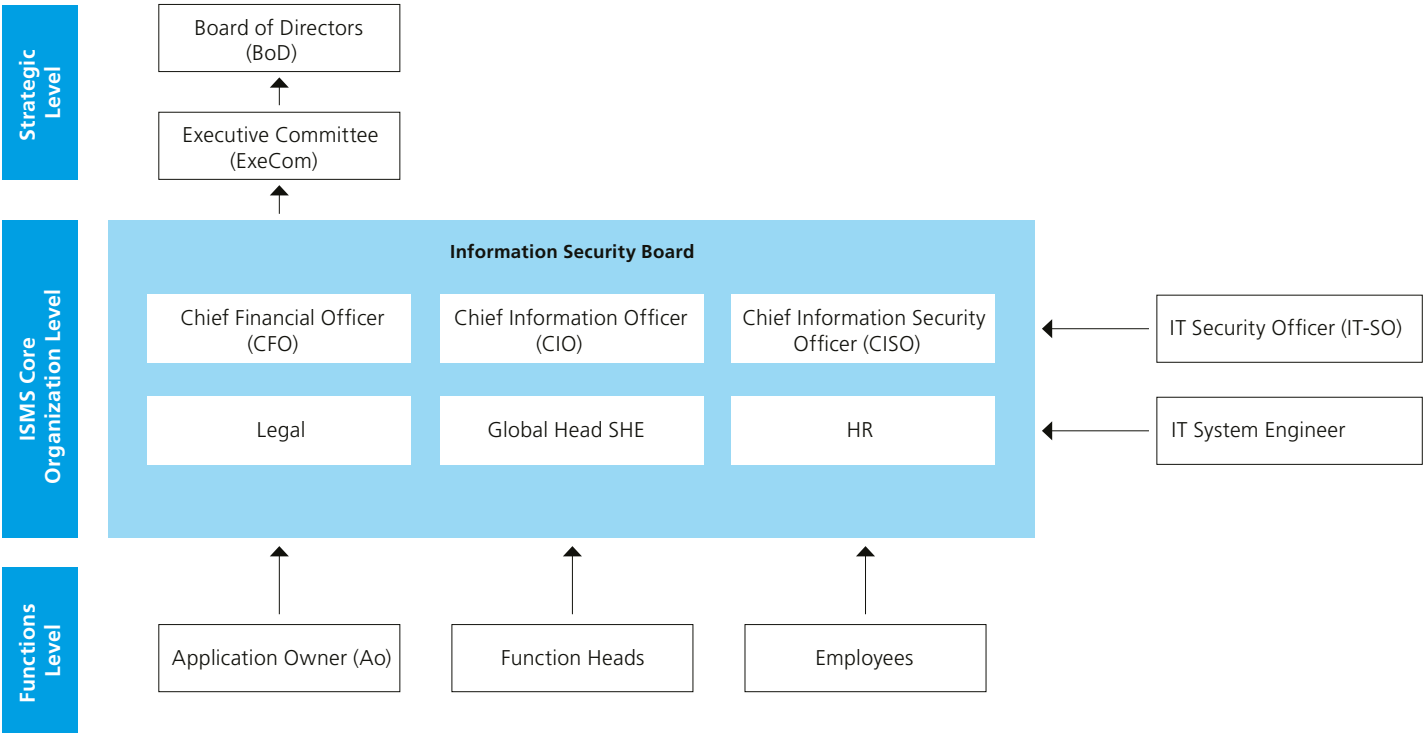 Strategic
Level
Board of Directors
(BoD)
Executive Committee
(ExeCom)
ISMS Core
Organization Level
Information Security Board
Chief Financial Officer
(CFO)
Chief Information Officer
(CIO)
Chief Information Security
Officer (CISO)
IT Security Officer (IT-SO)
Legal
Global Head SHE
HR
IT System Engineer
Functions
Level
Application Owner (Ao)
Function Heads
Employees